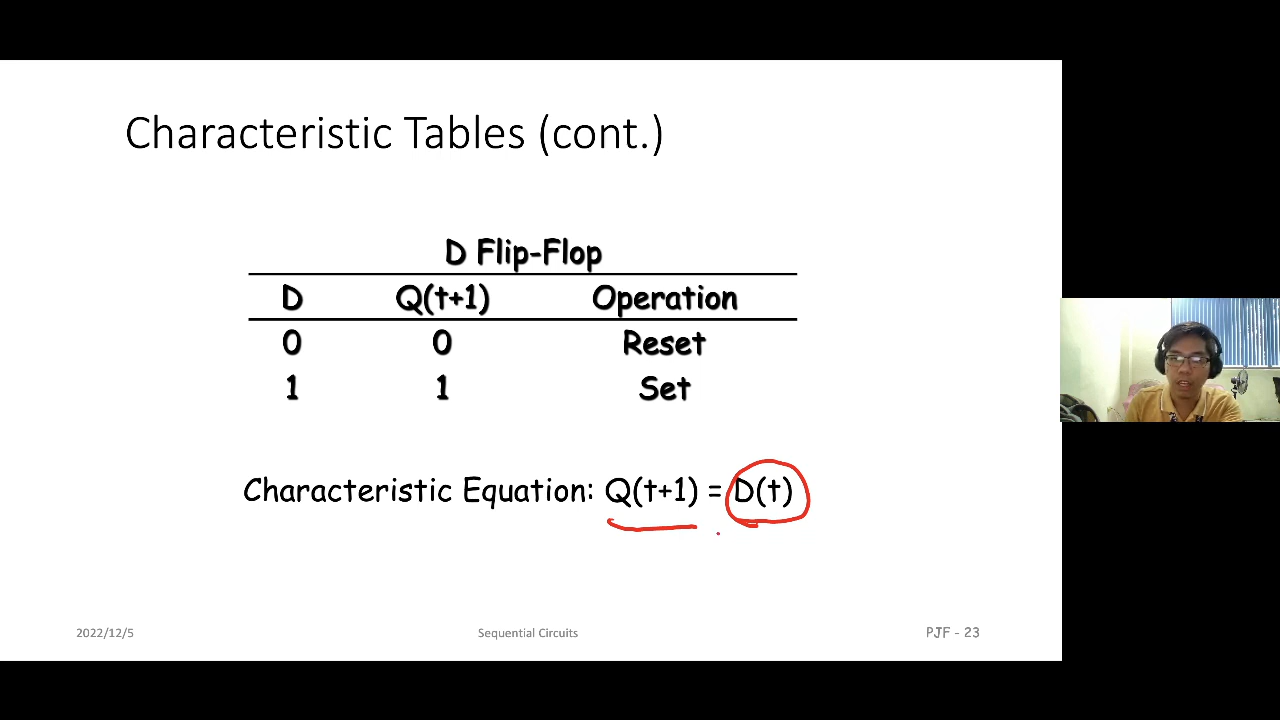 Characteristic Tables (cont.)
D Flip-Flop
D Q(t+1) Operation
0 0 Reset
1 1 Set
Characteristic Equation: Q(t+1) = D(t)
2022/12/5 Sequential Circuits PJF - 23